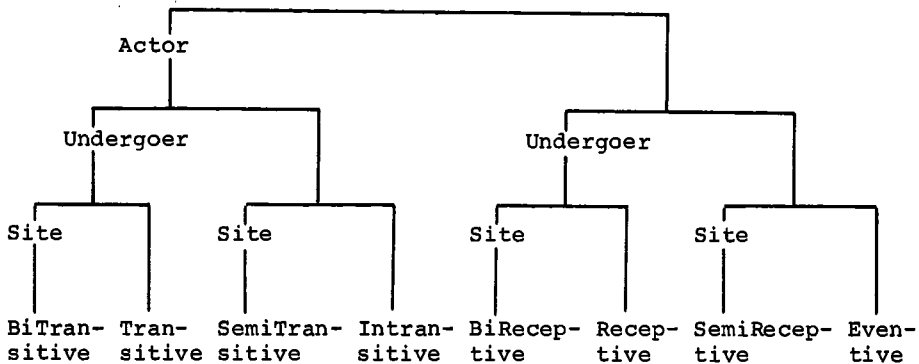 Actor
Undergoer Undergoer
Site Site Site Site
BiTran- Tran- SemiTran- Intran- BiRecep- Recep- SemiRecep- Even-
sitive sitive sitive sitive tive tive tive tive